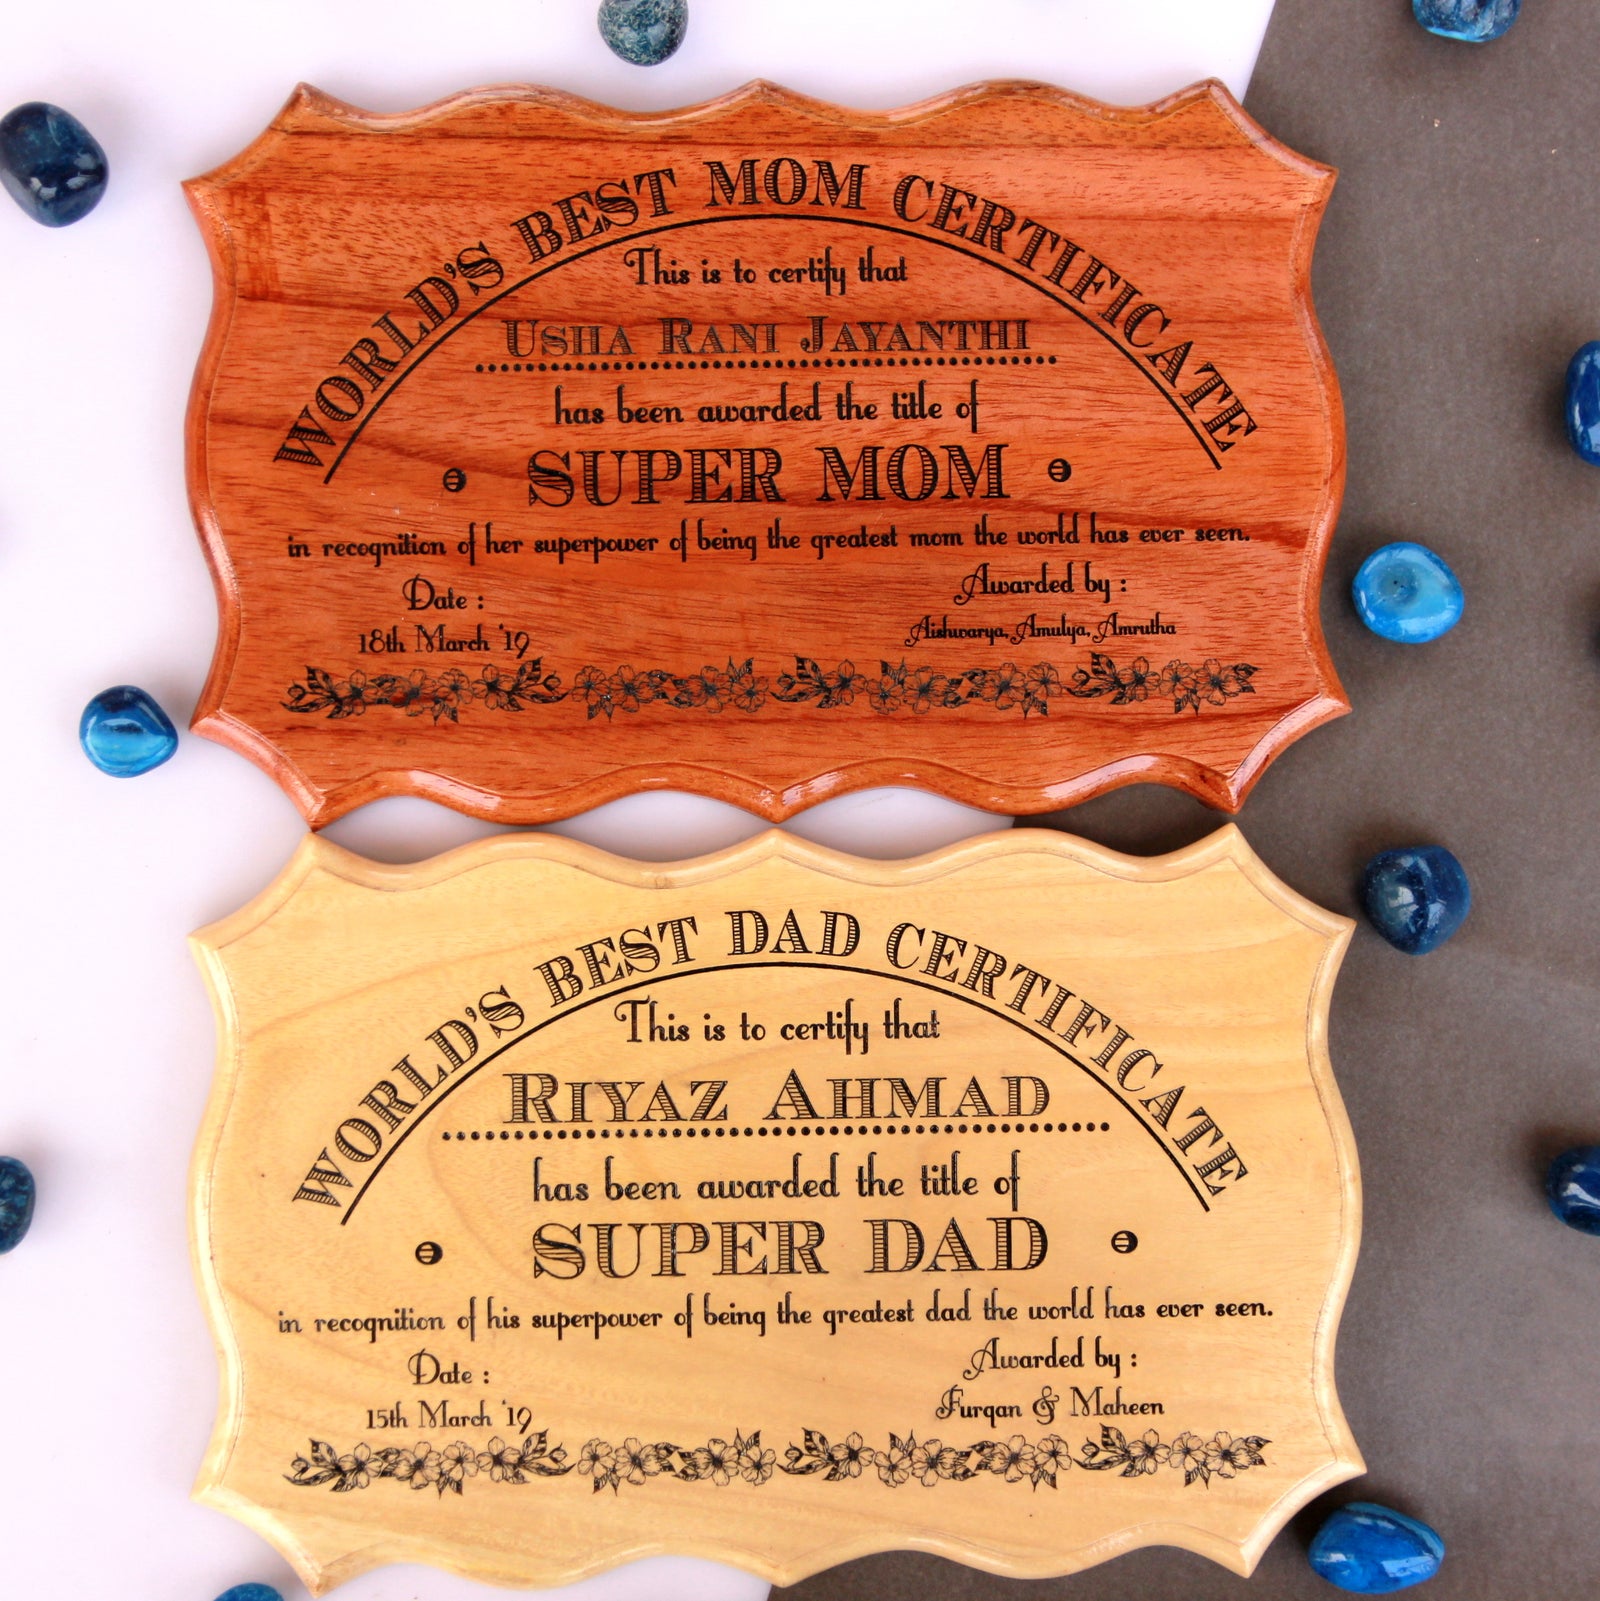 WORLD'S BEST MOM CERTIFICATE
This is to certify that
USHA RANI JAYANTHI
has been awarded the title of
SUPER MOM
in recognition of her superpower of being the greatest mom the world has ever seen.
Date :
18th March '19
Awarded by :
Aishwarya, Amulya, Amrutha
WORLD'S BEST DAD CERTIFICATE
This is to certify that
RIYAZ AHMAD
has been awarded the title of
SUPER DAD
in recognition of his superpower of being the greatest dad the world has ever seen.
Date :
15th March '19
Awarded by :
Furqan & Maheen